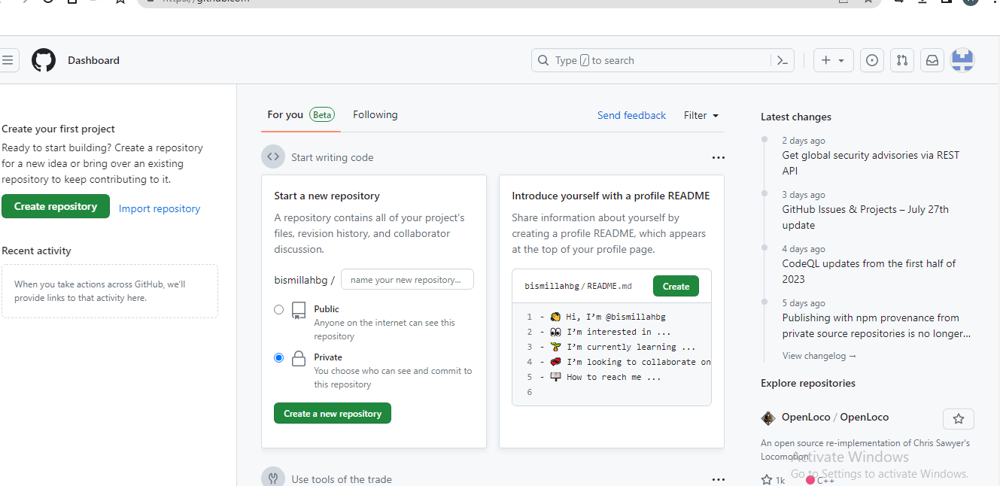 https://github.com
Dashboard
Type / to search
Create your first project
Ready to start building? Create a repository
for a new idea or bring over an existing
repository to keep contributing to it.
Create repository
Import repository
Recent activity
When you take actions across GitHub, we'll
provide links to that activity here.
For you Beta
Following
Send feedback
Filter
Start writing code
Start a new repository
A repository contains all of your project's
files, revision history, and collaborator
discussion.
bismillahbg / name your new repository...
Public
Anyone on the internet can see this
repository
Private
You choose who can see and commit to
this repository
Create a new repository
Introduce yourself with a profile README
Share information about yourself by
creating a profile README, which appears
at the top of your profile page.
bismillahbg/README.md Create
1 - 👋 Hi, I'm @bismillahbg
2 - 👀 I'm interested in ...
3 - 🌱 I'm currently learning ...
4 - 💞️ I'm looking to collaborate on
5 - 📫 How to reach me ...
6
Use tools of the trade
Latest changes
2 days ago
Get global security advisories via REST
API
3 days ago
GitHub Issues & Projects – July 27th
update
4 days ago
CodeQL updates from the first half of
2023
5 days ago
Publishing with npm provenance from
private source repositories is no longer...
View changelog →
Explore repositories
OpenLoco / OpenLoco
An open source re-implementation of Chris Sawyer's
Locomotion
1k C++
Activate Windows
Go to Settings to activate Windows.